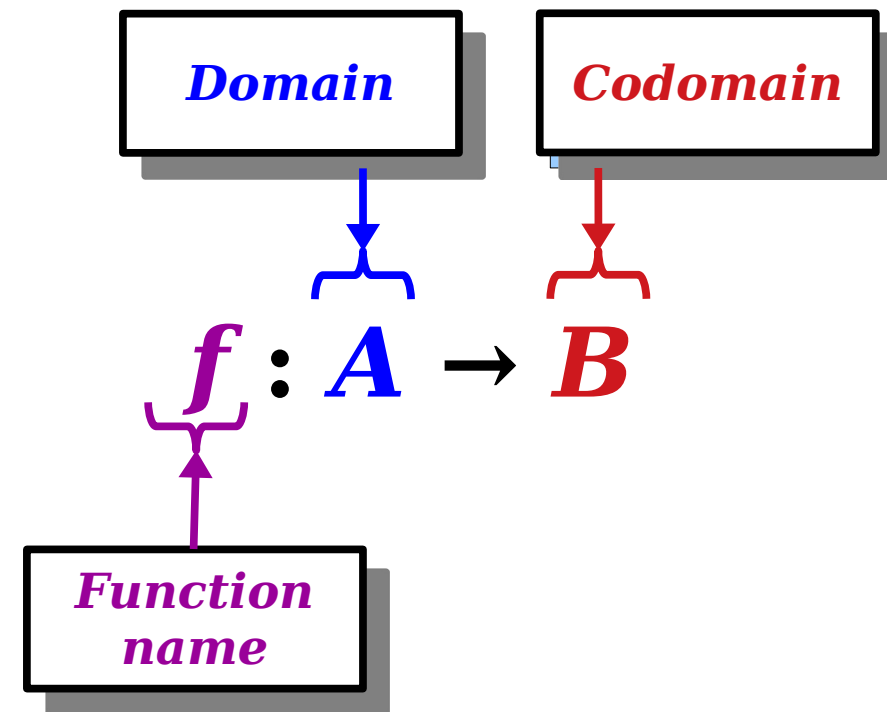 Domain
Codomain
f : A → B
Function
name